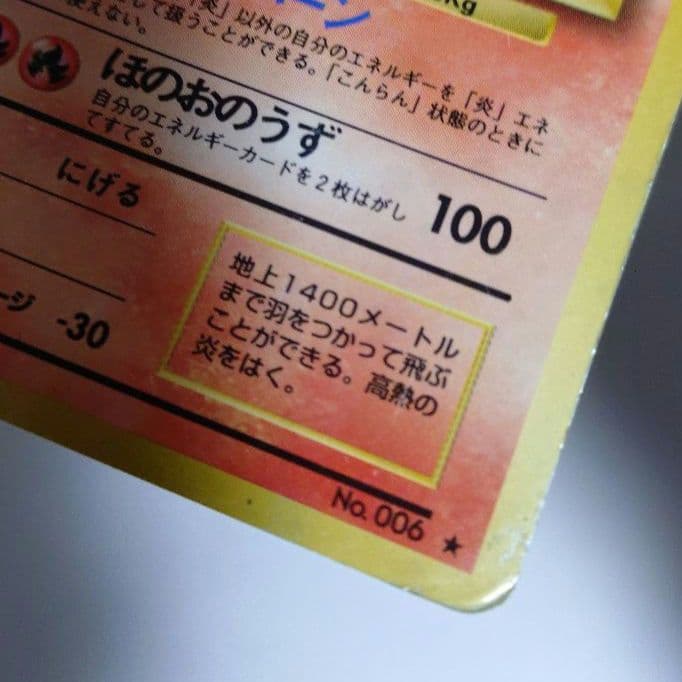 ーン
Kg
「炎」以外の自分のエネルギーを「炎」エネ
して扱うことができる。「こんらん」状態のときに
使えない。
ほのおのうず
100
自分のエネルギーカードを2枚はがし
てすてる。
にげる
ージ -30
地上1400メートル
まで羽をつかって飛ぶ
ことができる。高熱の
炎をはく。
No. 006 ★